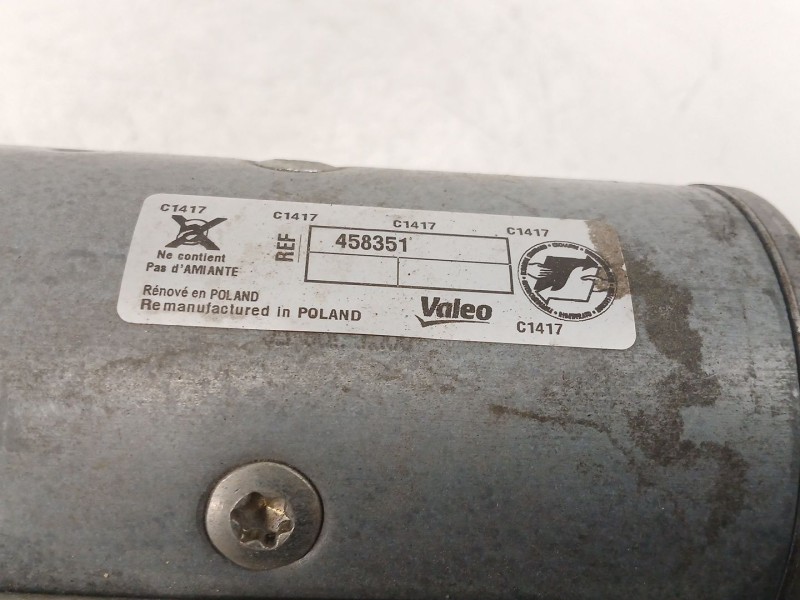 C1417
C1417
C1417
C1417
REF
458351
Ne contient
Pas d'AMIANTE
Rénové en POLAND
Remanufactured in POLAND
Valeo
C1417